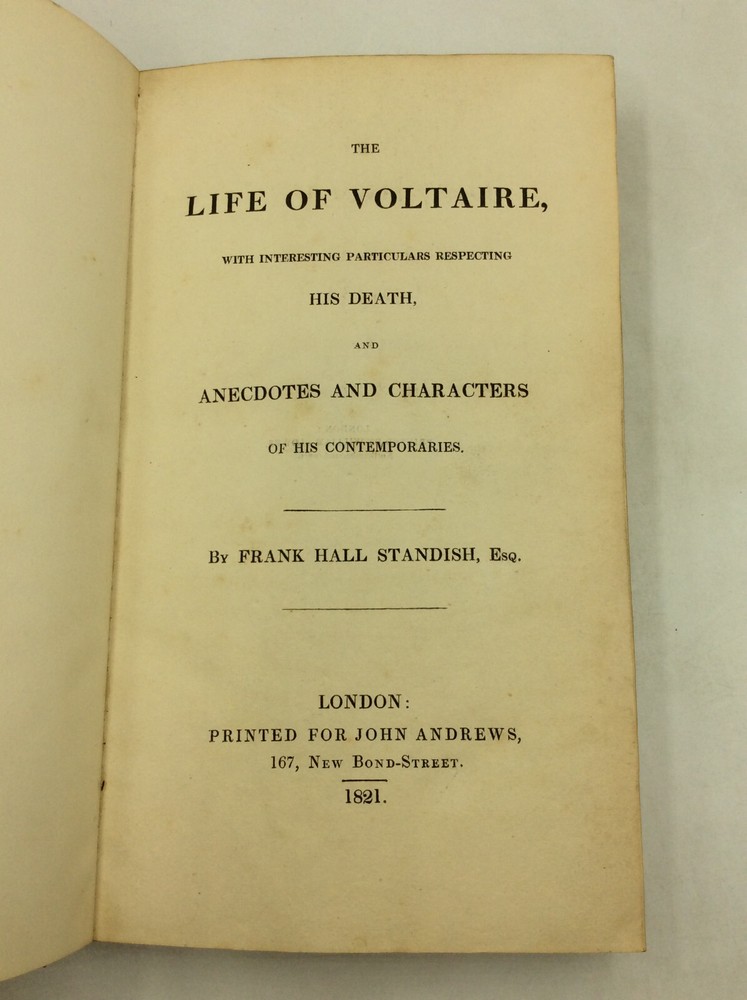 THE
LIFE OF VOLTAIRE,
WITH INTERESTING PARTICULARS RESPECTING
HIS DEATH,
AND
ANECDOTES AND CHARACTERS
OF HIS CONTEMPORARIES.
By FRANK HALL STANDISH, Esq.
LONDON:
PRINTED FOR JOHN ANDREWS,
167, New Bond-Street.
1821.